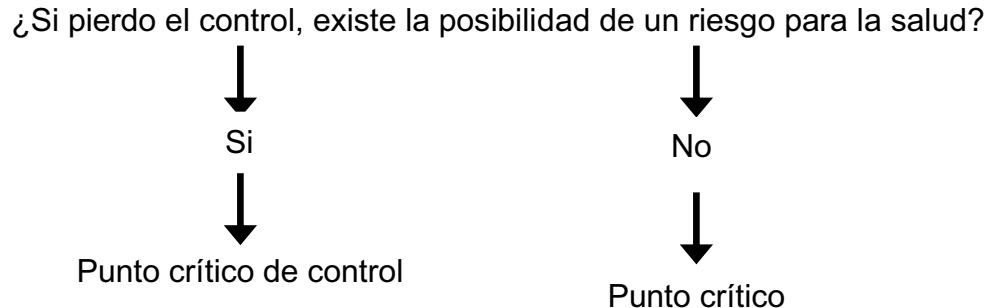 ¿Si pierdo el control, existe la posibilidad de un riesgo para la salud?
Si
No
Punto crítico de control
Punto crítico